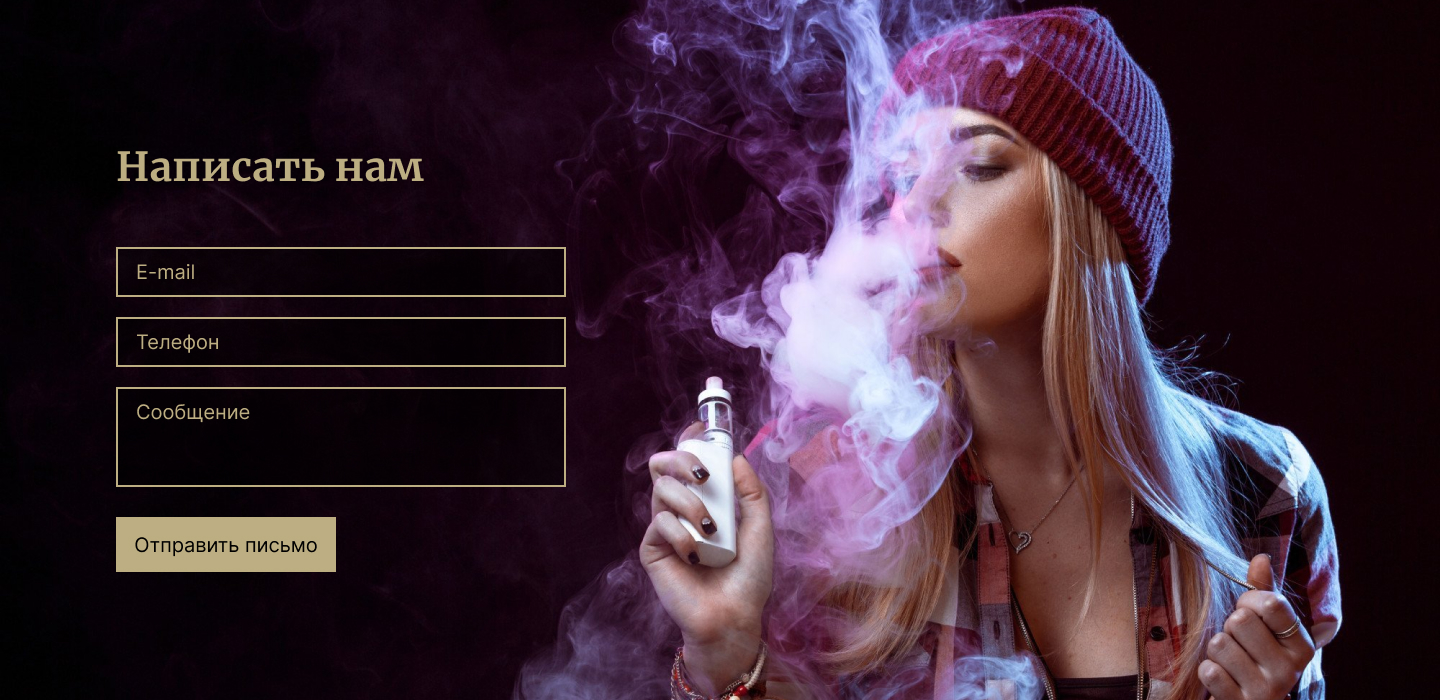 Написать нам
E-mail
Телефон
Сообщение
Отправить письмо